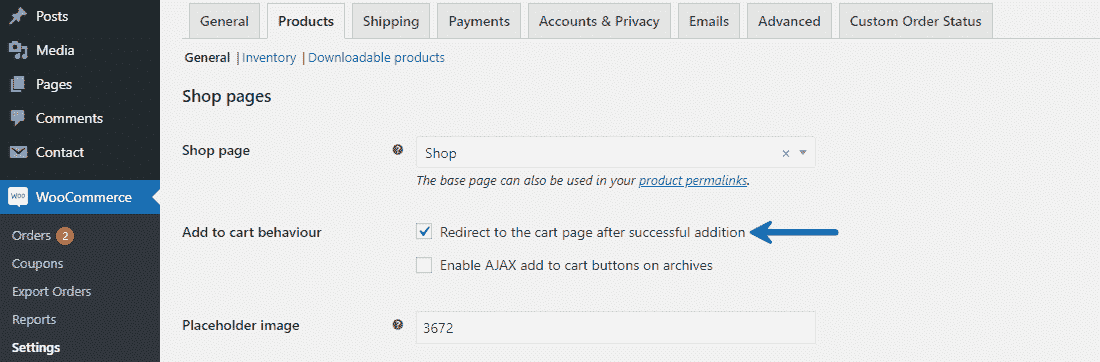 Posts
Media
Pages
Comments
Contact
Woo
WooCommerce
Orders 2
Coupons
Export Orders
Reports
Settings
General Products Shipping Payments Accounts & Privacy Emails Advanced Custom Order Status
General | Inventory | Downloadable products
Shop pages
Shop page ? Shop ×
The base page can also be used in your product permalinks.
Add to cart behaviour Redirect to the cart page after successful addition
Enable AJAX add to cart buttons on archives
Placeholder image ? 3672